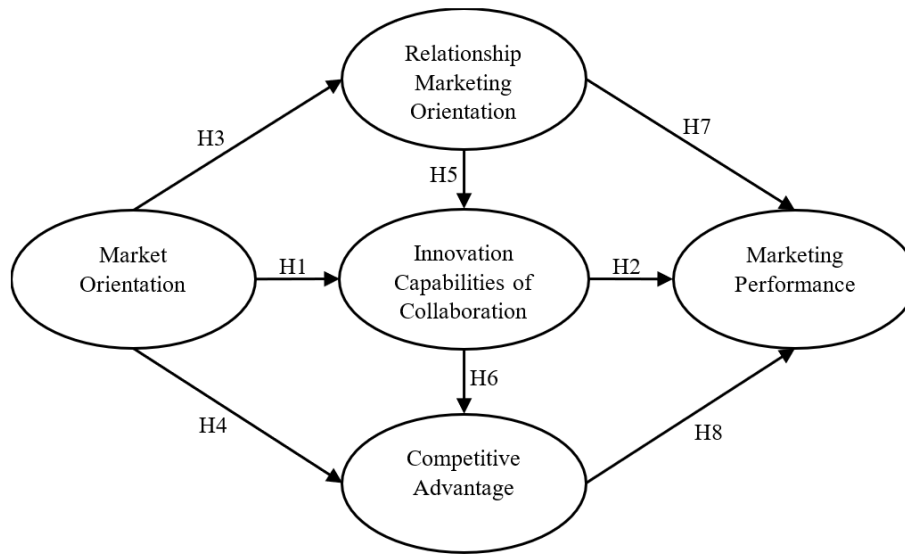 Relationship
Marketing
Orientation
H3
H7
H5
Market
Orientation
H1
Innovation
Capabilities of
Collaboration
H2
Marketing
Performance
H6
H4
H8
Competitive
Advantage